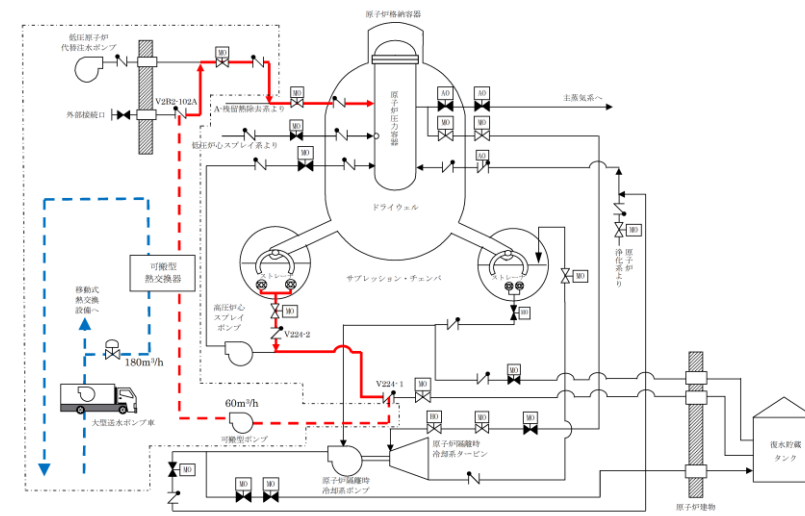 原子炉格納容器
低圧原子炉
代替注水ポンプ
MO
V2B2-102A
外部接続口
MO
A-残留熱除去系より
原子炉圧力容器
AO
AO
主蒸気系へ
MO
MO
MO
低圧炉心スプレイ系より
MO
AO
ドライウェル
MO
原子炉
浄化系より
可搬型
熱交換器
ストレーナ
サプレッション・チェンバ
ストレーナ
MO
移動式
熱交換
設備へ
MO
MO
高圧炉心
スプレイ
ポンプ
V224-2
180m³/h
MO
V224-1
MO
大型送水ポンプ車
60m³/h
可搬型ポンプ
HO
MO
MO
原子炉隔離時
冷却系タービン
復水貯蔵
タンク
MO
原子炉隔離時
冷却系ポンプ
MO
MO
原子炉建物